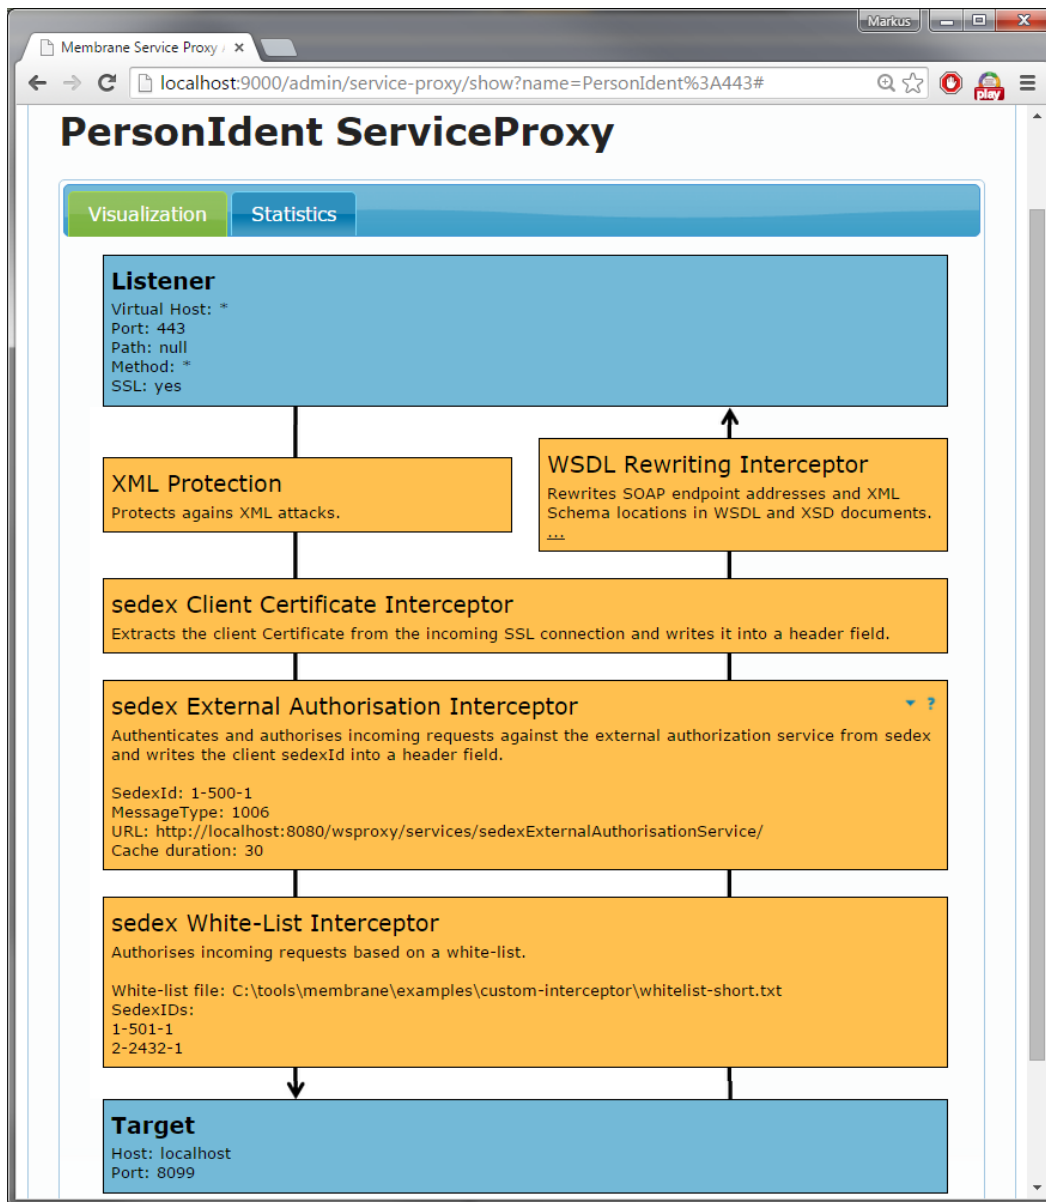 Markus
Membrane Service Proxy
localhost:9000/admin/service-proxy/show?name=PersonIdent%3A443#
play
PersonIdent ServiceProxy
Visualization
Statistics
Listener
Virtual Host: *
Port: 443
Path: null
Method: *
SSL: yes
XML Protection
Protects agains XML attacks.
WSDL Rewriting Interceptor
Rewrites SOAP endpoint addresses and XML
Schema locations in WSDL and XSD documents.
...
sedex Client Certificate Interceptor
Extracts the client Certificate from the incoming SSL connection and writes it into a header field.
sedex External Authorisation Interceptor
?
Authenticates and authorises incoming requests against the external authorization service from sedex
and writes the client sedexId into a header field.
SedexId: 1-500-1
MessageType: 1006
URL: http://localhost:8080/wsproxy/services/sedexExternalAuthorisationService/
Cache duration: 30
sedex White-List Interceptor
Authorises incoming requests based on a white-list.
White-list file: C:\tools\membrane\examples\custom-interceptor\whitelist-short.txt
SedexIDs:
1-501-1
2-2432-1
Target
Host: localhost
Port: 8099